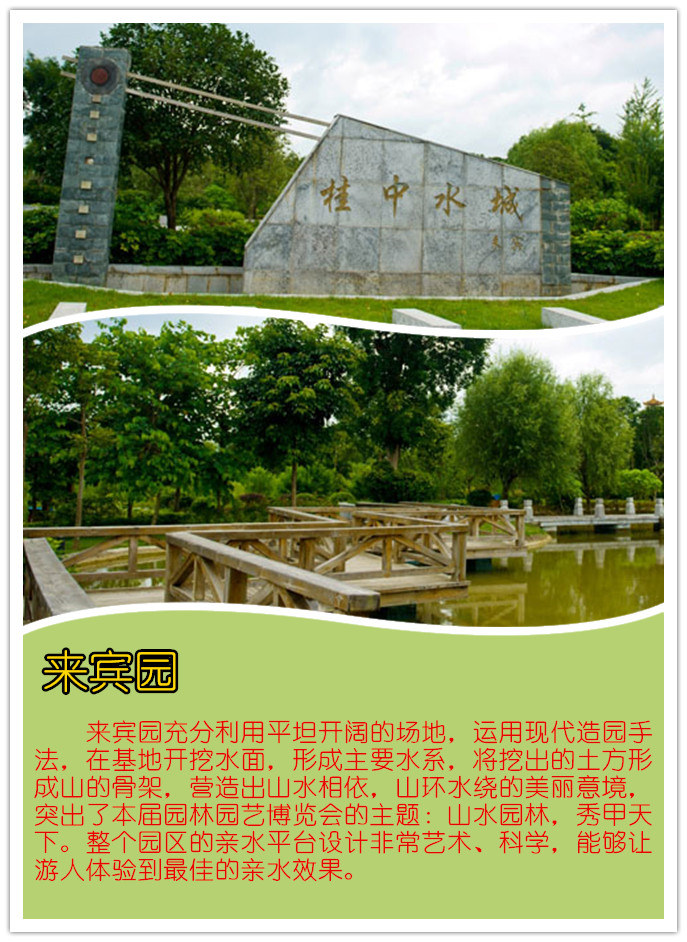 桂中水城
来宾
来宾园
来宾园充分利用平坦开阔的场地，运用现代造园手
法，在基地开挖水面，形成主要水系，将挖出的土方形
成山的骨架，营造出山水相依，山环水绕的美丽意境，
突出了本届园林园艺博览会的主题：山水园林，秀甲天
下。整个园区的亲水平台设计非常艺术、科学，能够让
游人体验到最佳的亲水效果。